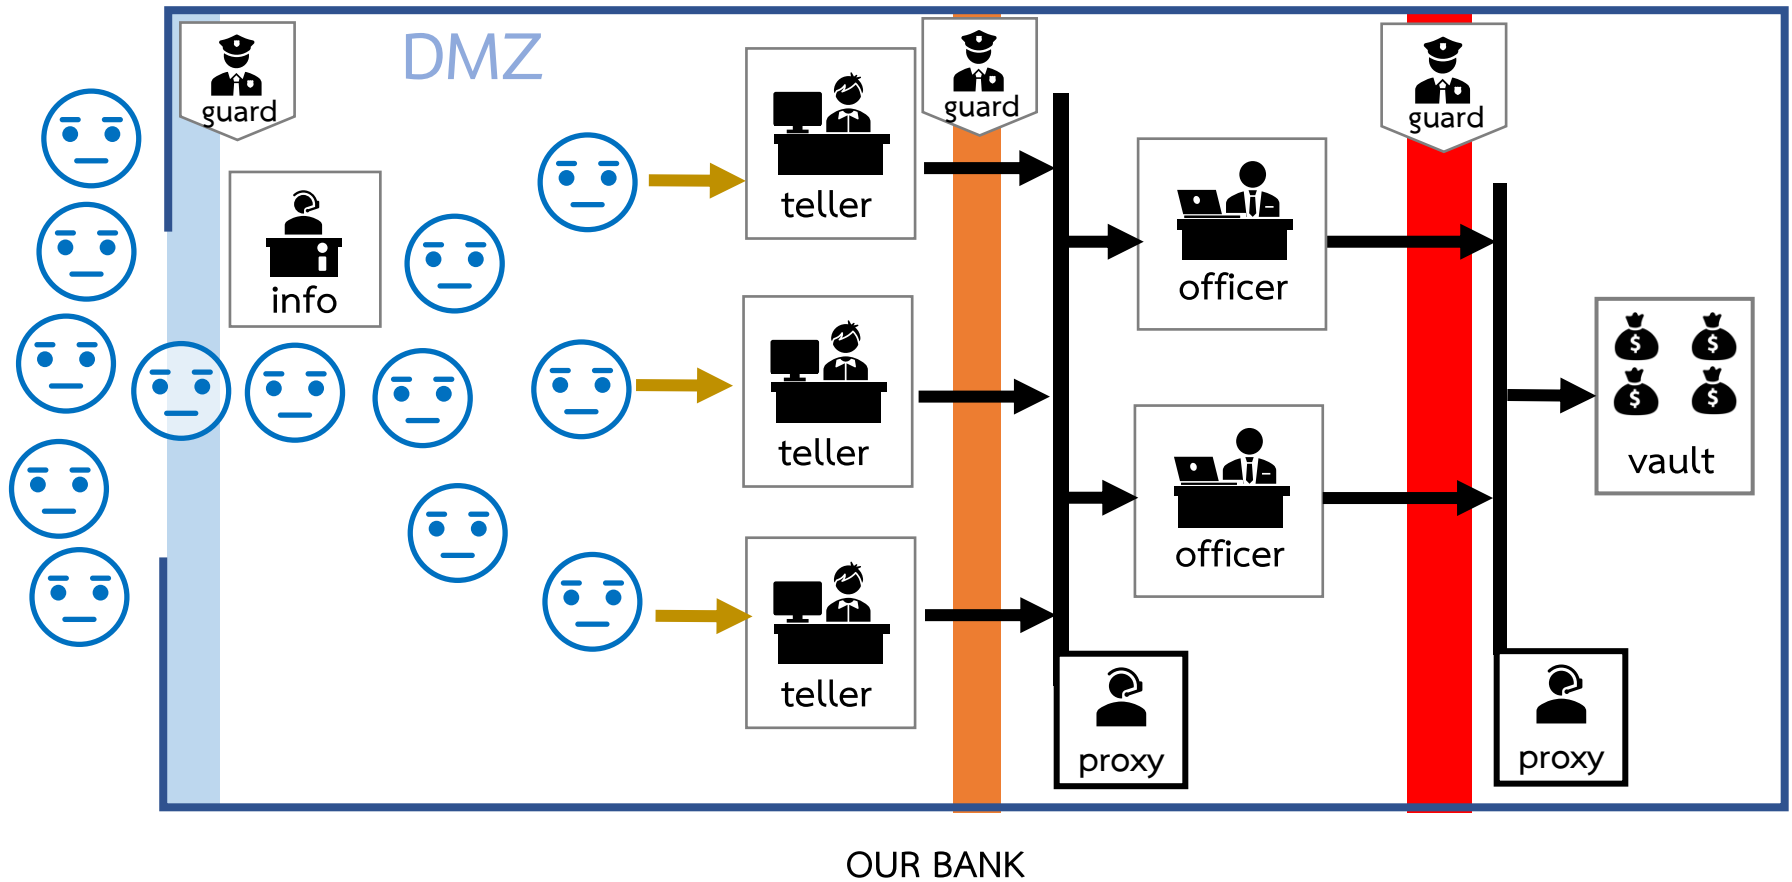 DMZ
guard
guard
guard
info
teller
teller
teller
officer
officer
vault
$ $
$ $
proxy
proxy
OUR BANK